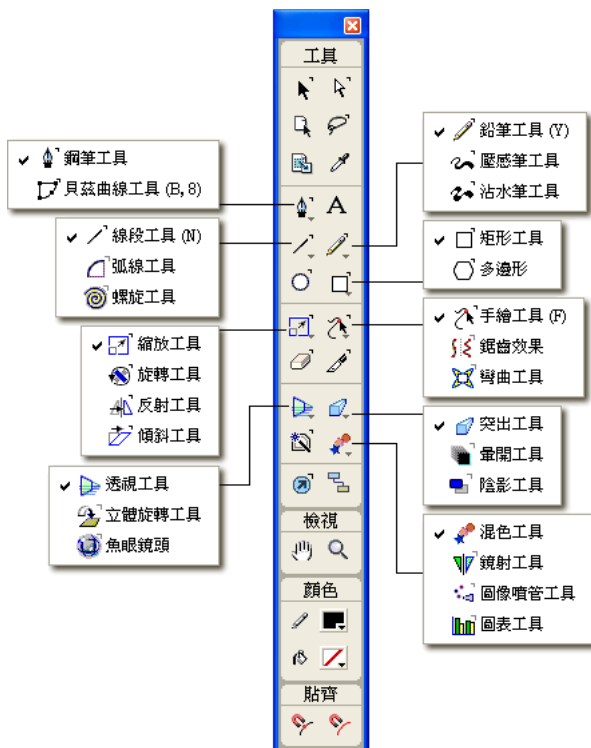 工具
✓ 鋼筆工具
貝茲曲線工具 (B, 8)
✓ 線段工具 (N)
弧線工具
螺旋工具
✓ 縮放工具
旋轉工具
反射工具
傾斜工具
✓ 透視工具
立體旋轉工具
魚眼鏡頭
A
✓ 鉛筆工具 (Y)
壓感筆工具
沾水筆工具
✓ 矩形工具
多邊形
✓ 手繪工具 (F)
鋸齒效果
彎曲工具
✓ 突出工具
暈開工具
陰影工具
✓ 混色工具
鏡射工具
圖像噴管工具
圖表工具
檢視
顏色
貼齊